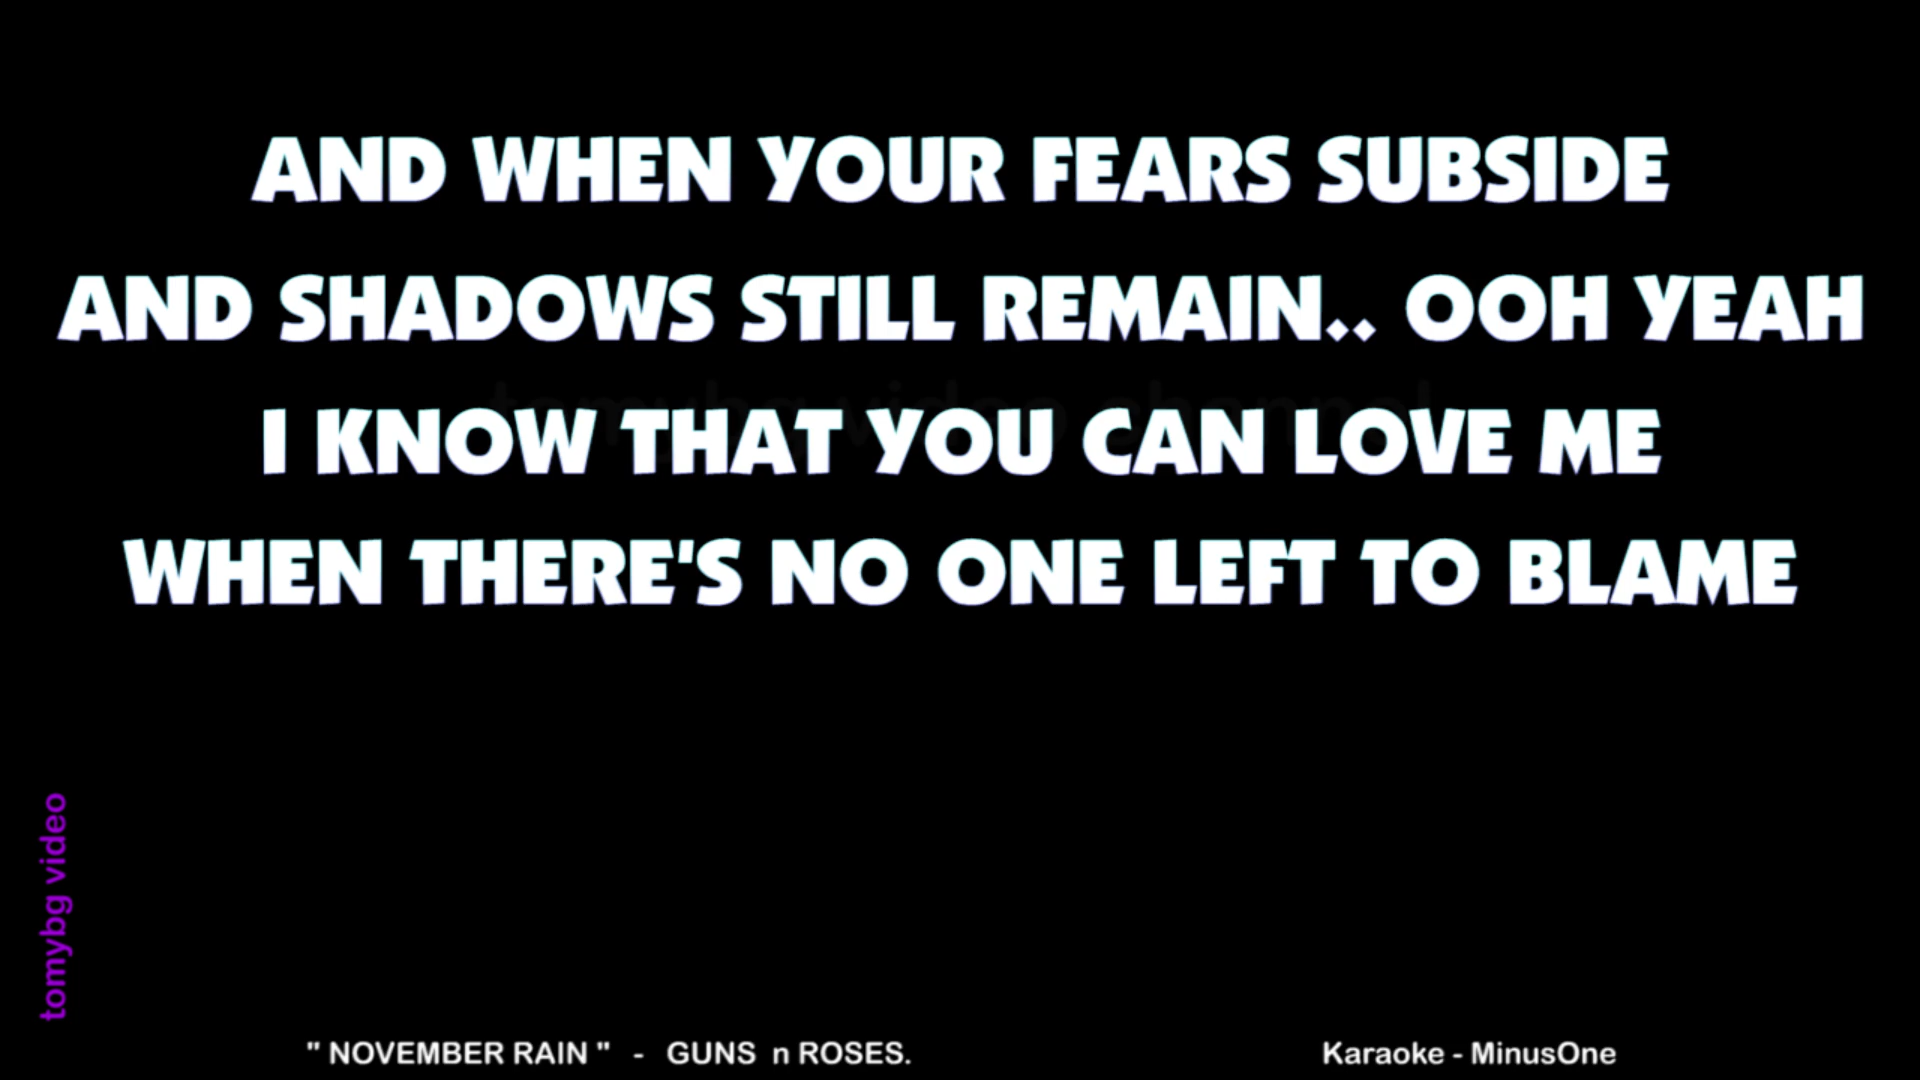 AND WHEN YOUR FEARS SUBSIDE
AND SHADOWS STILL REMAIN.. OOH YEAH
I KNOW THAT YOU CAN LOVE ME
WHEN THERE'S NO ONE LEFT TO BLAME
tomybg video
" NOVEMBER RAIN " - GUNS n ROSES.
Karaoke - MinusOne